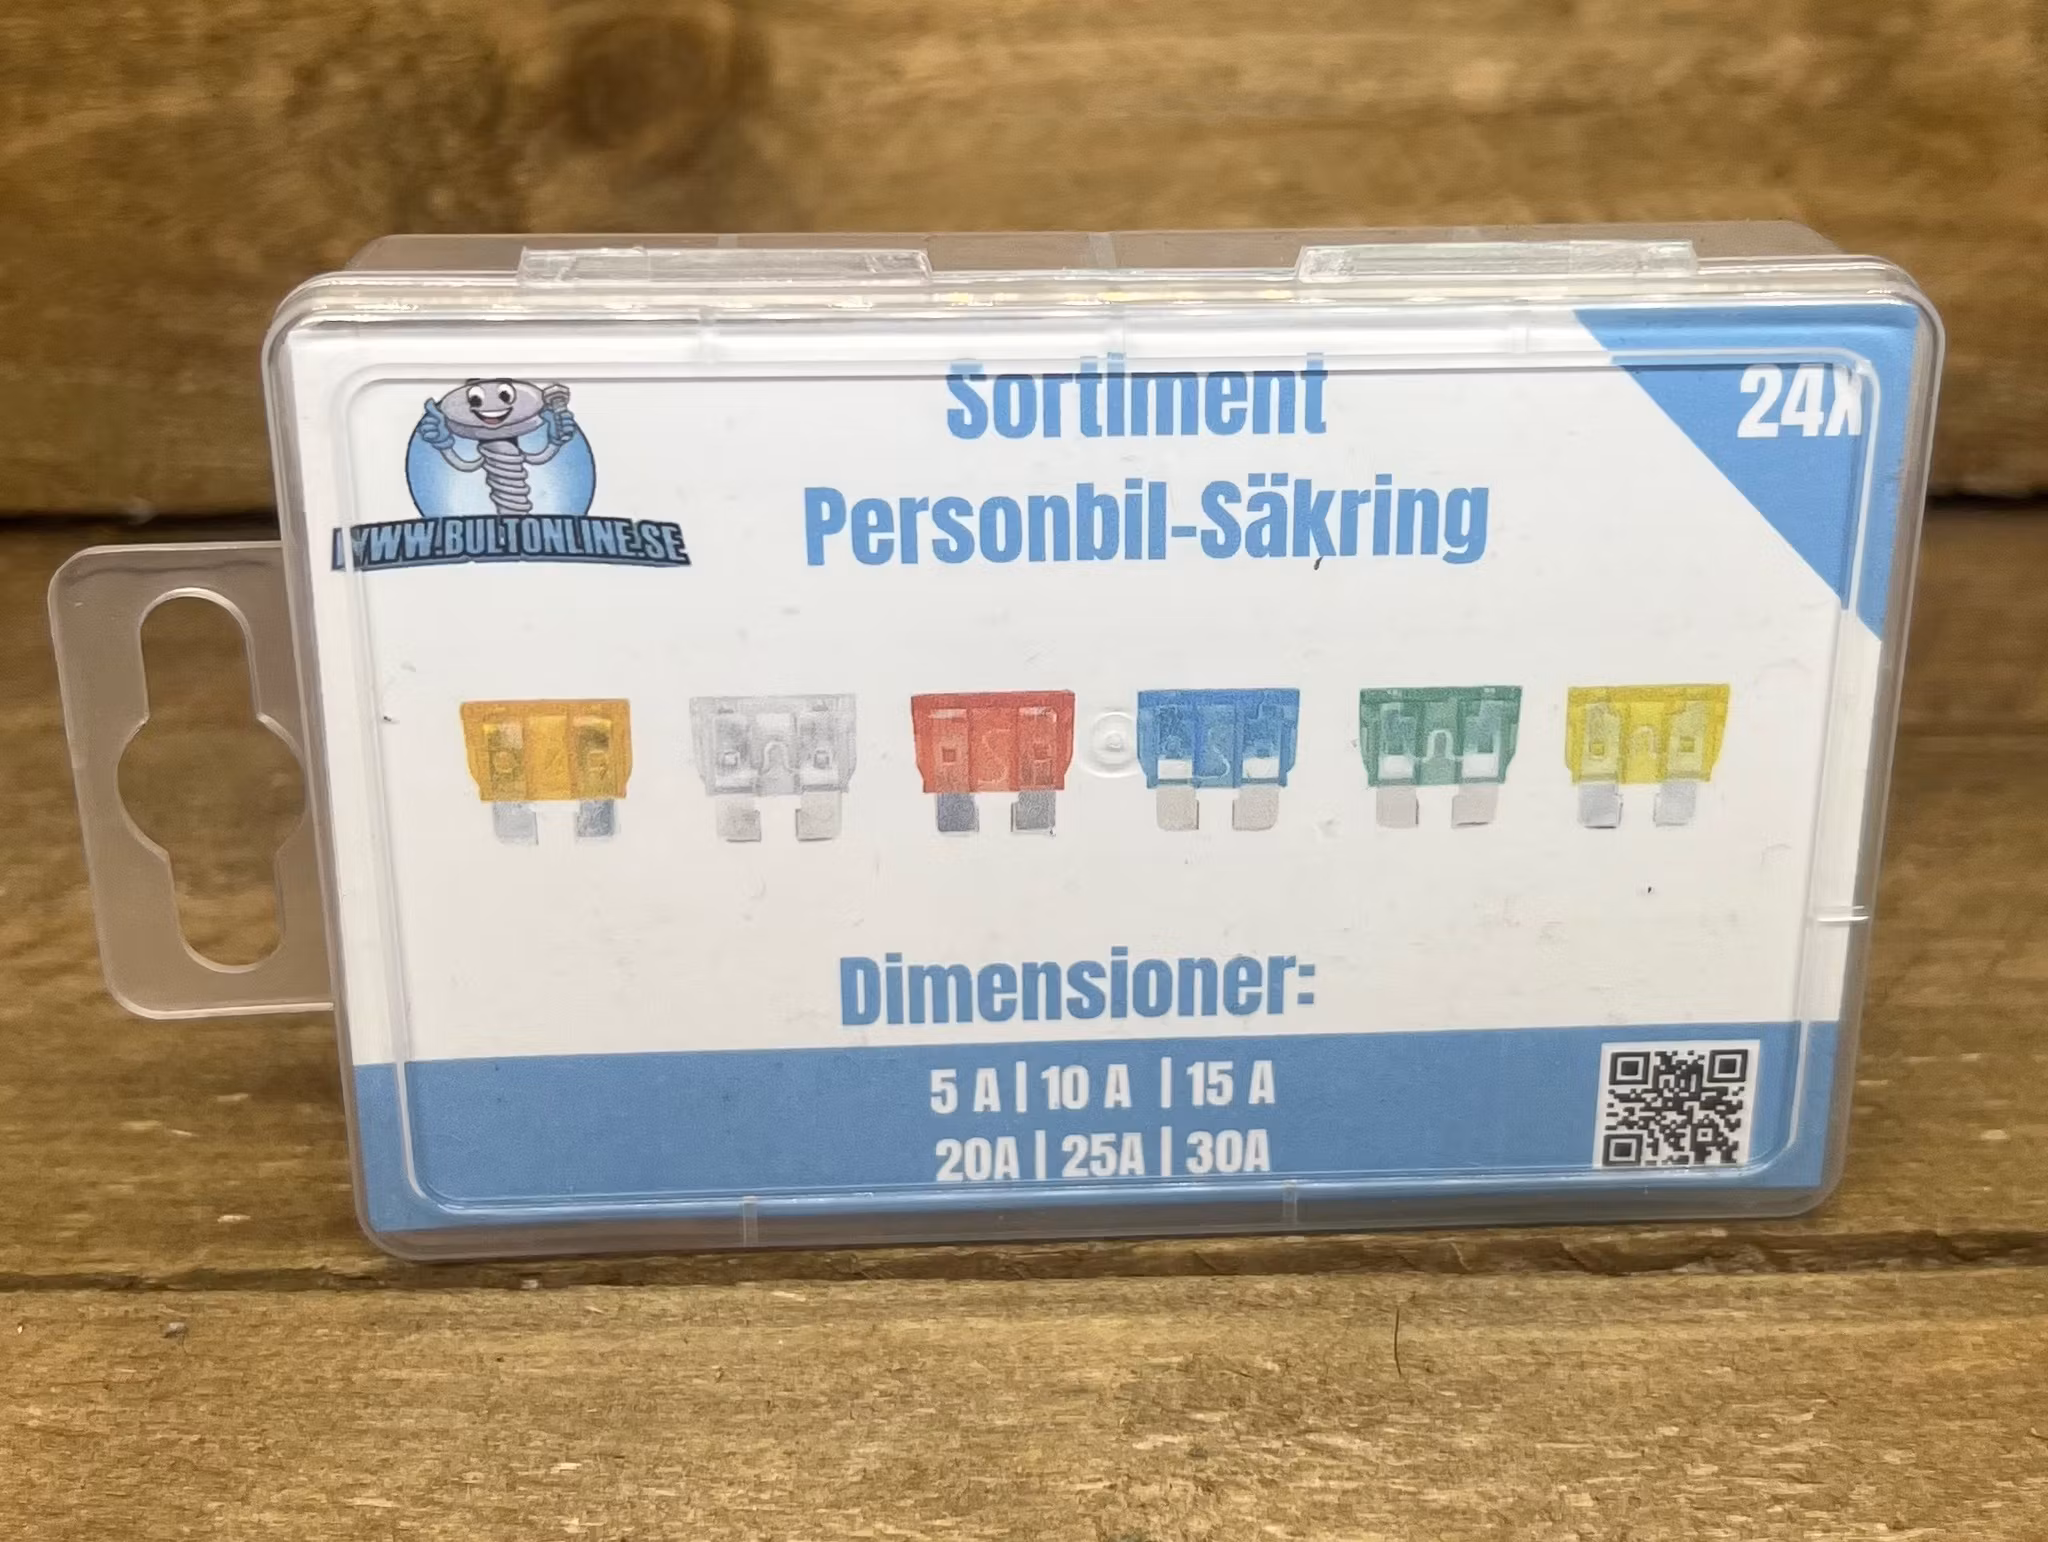 Sortiment
24X
Personbil-Säkring
WWW.BULTONLINE.SE
Dimensioner:
5 A | 10 A | 15 A
20A | 25A | 30A